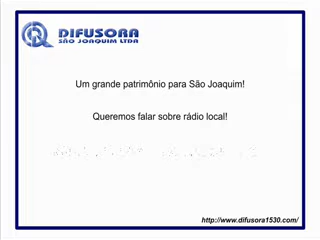 DIFUSORA
SÃO JOAQUIM LTDA
Um grande patrimônio para São Joaquim!
Queremos falar sobre rádio local!
http://www.difusora1530.com/